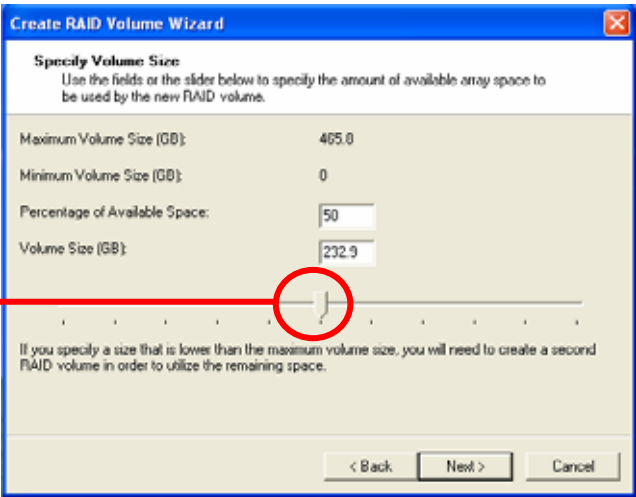 Create RAID Volume Wizard
Specify Volume Size
Use the fields or the slider below to specify the amount of available array space to
be used by the new RAID volume.
Maximum Volume Size (GB): 465.8
Minimum Volume Size (GB): 0
Percentage of Available Space: 50
Volume Size (GB): 232.9
If you specify a size that is lower than the maximum volume size, you will need to create a second
RAID volume in order to utilize the remaining space.
< Back Next > Cancel